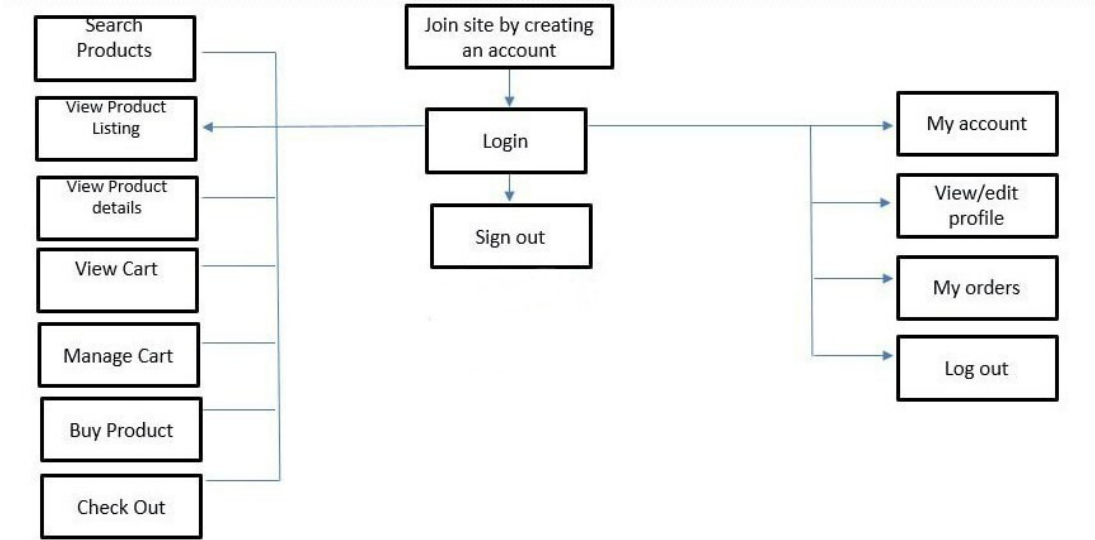 Search
Products
View Product
Listing
View Product
details
View Cart
Manage Cart
Buy Product
Check Out
Join site by creating
an account
Login
Sign out
My account
View/edit
profile
My orders
Log out